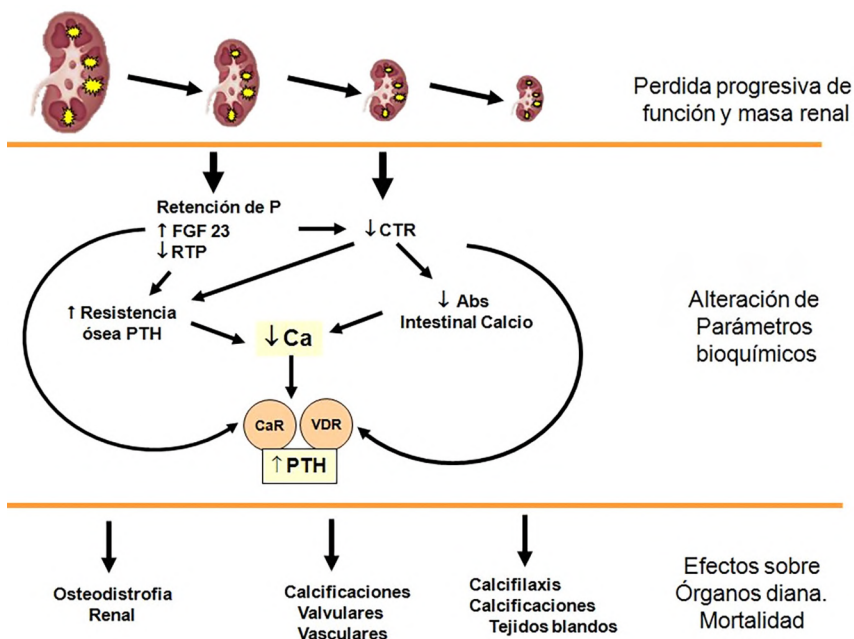 Perdida progresiva de
función y masa renal
Retención de P
↑ FGF 23
↓RTP
↓CTR
↑ Resistencia
ósea PTH
↓ Abs
Intestinal Calcio
↓Ca
CaR
VDR
↑PTH
Alteración de
Parámetros
bioquímicos
Osteodistrofia
Renal
Calcificaciones
Valvulares
Vasculares
Calcifilaxis
Calcificaciones
Tejidos blandos
Efectos sobre
Órganos diana.
Mortalidad